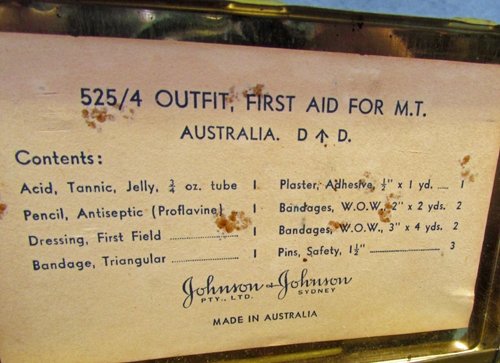 525/4 OUTFIT, FIRST AID FOR M.T.
AUSTRALIA. D ↑ D.
Contents:
Acid, Tannic, Jelly, ¾ oz. tube 1
Pencil, Antiseptic (Proflavine) 1
Dressing, First Field ........................ 1
Bandage, Triangular ........................ 1
Plaster, Adhesive, ½" x 1 yd. .... 1
Bandages, W.O.W., 2" x 2 yds. 2
Bandages, W.O.W., 3" x 4 yds. 2
Pins, Safety, 1½" ........................ 3
Johnson & Johnson
PTY., LTD. SYDNEY
MADE IN AUSTRALIA